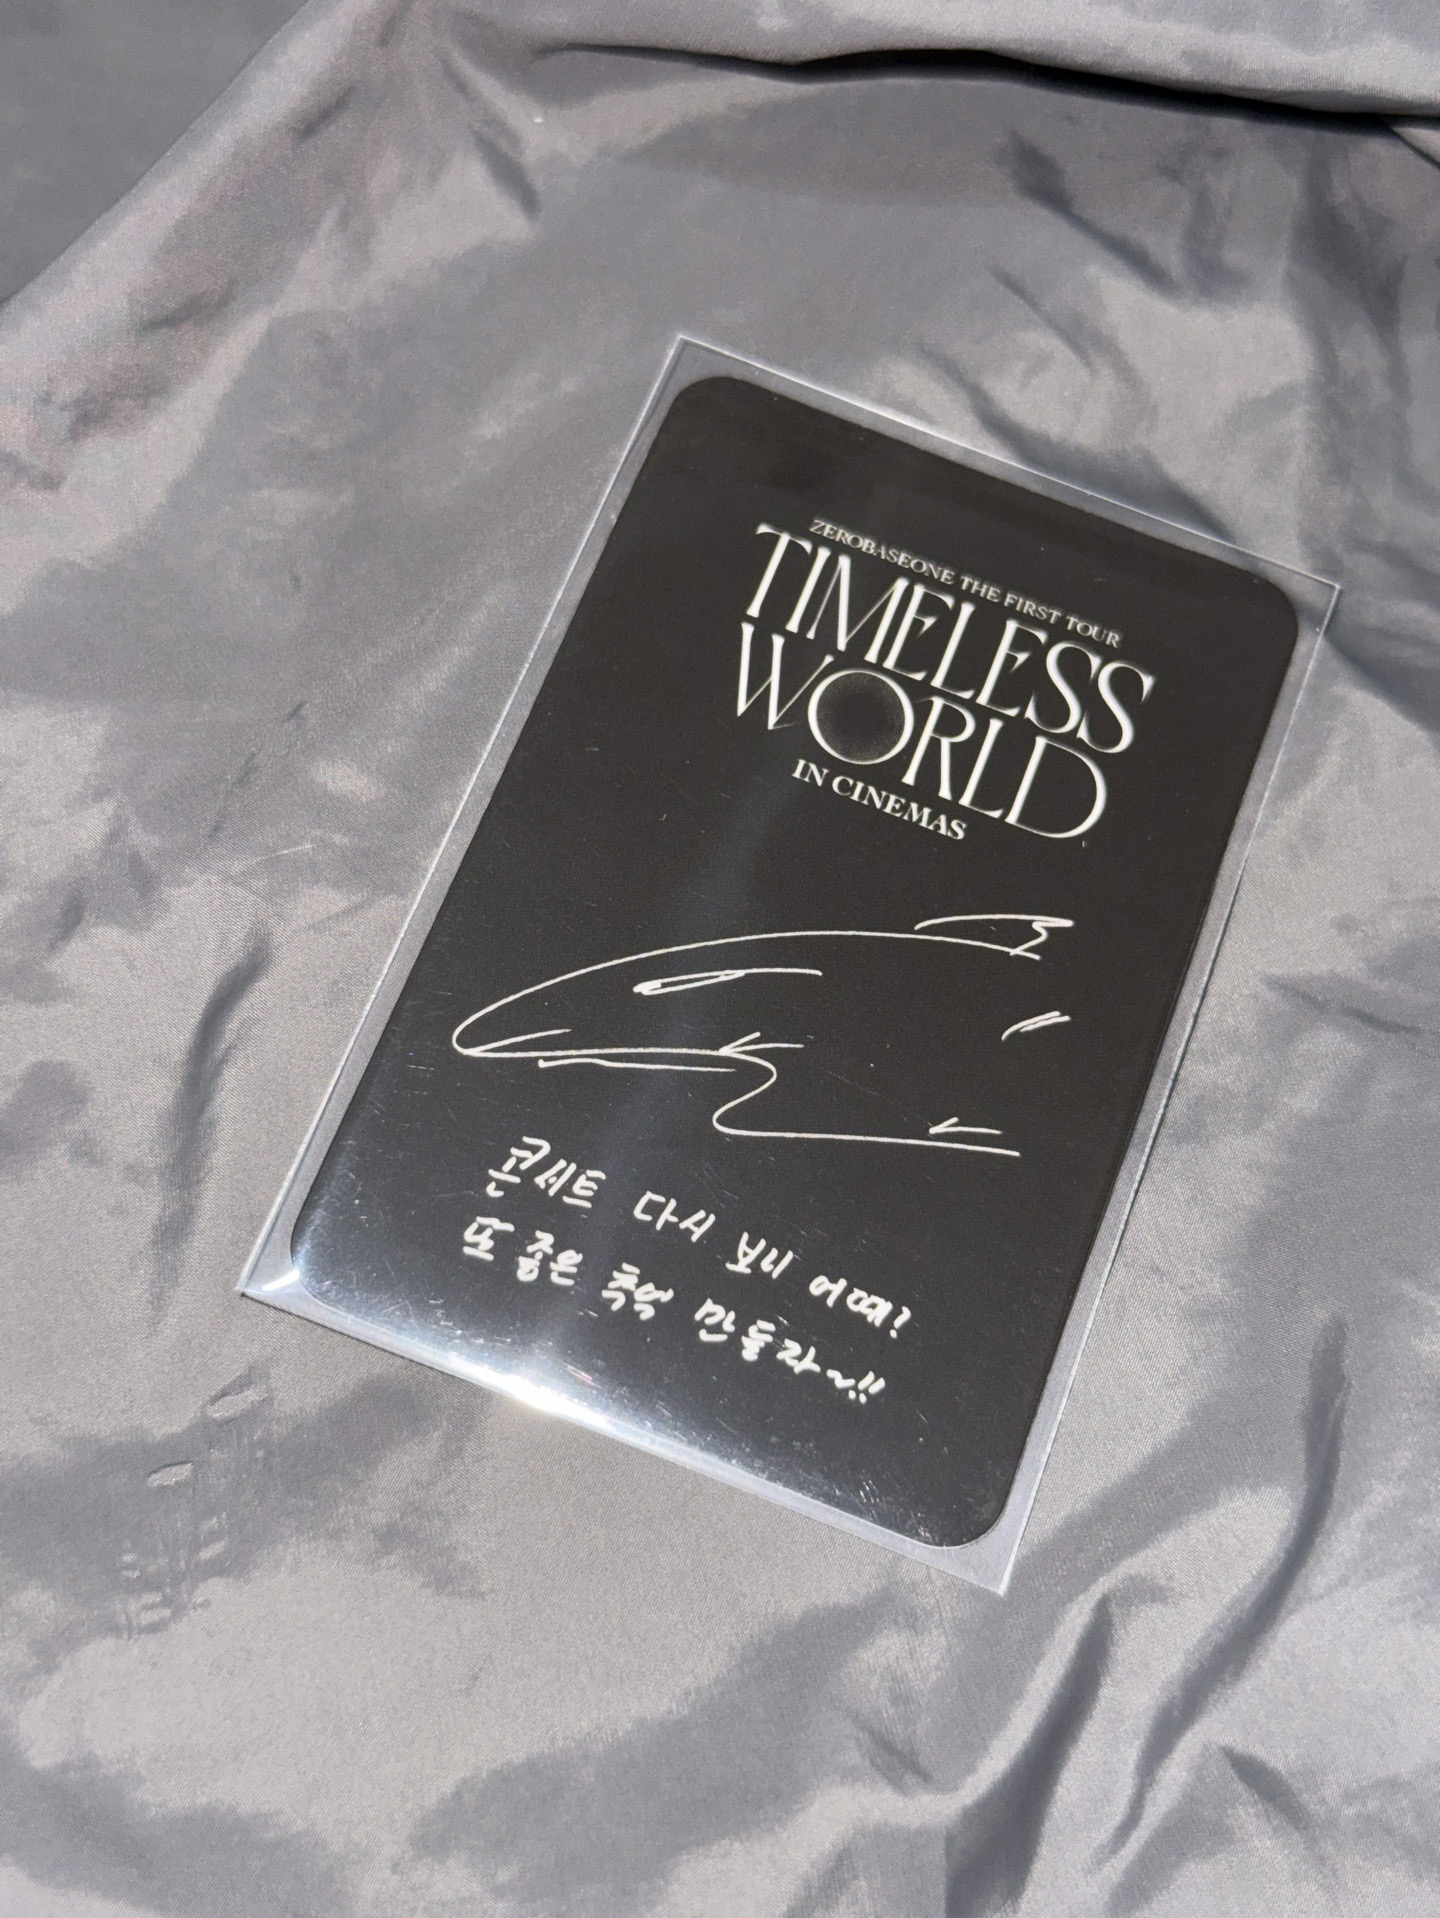 ZEROBASEONE THE FIRST TOUR
TIMELESS
WORLD
IN CINEMAS
콘서트 다시 보니 어때?
또 좋은 추억 만들자~!!